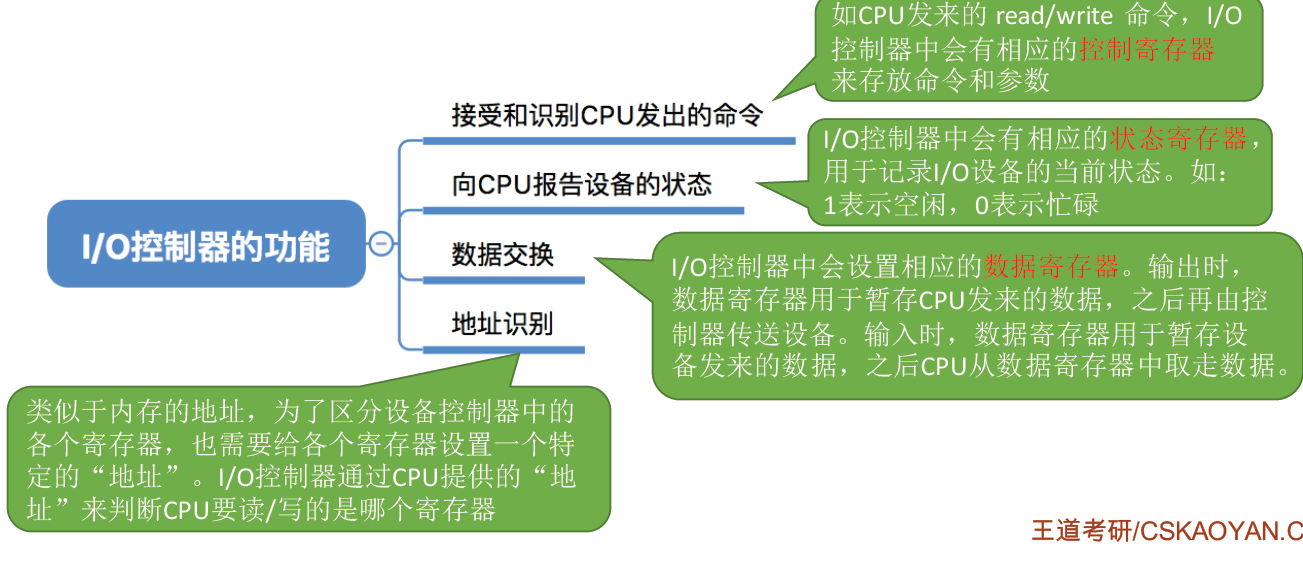 如CPU发来的 read/write 命令，I/O
控制器中会有相应的控制寄存器
来存放命令和参数
接受和识别CPU发出的命令
I/O控制器中会有相应的状态寄存器，
用于记录I/O设备的当前状态。如：
1表示空闲，0表示忙碌
向CPU报告设备的状态
I/O控制器的功能
数据交换
I/O控制器中会设置相应的数据寄存器。输出时，
数据寄存器用于暂存CPU发来的数据，之后再由控
制器传送设备。输入时，数据寄存器用于暂存设
备发来的数据，之后CPU从数据寄存器中取走数据。
地址识别
类似于内存的地址，为了区分设备控制器中的
各个寄存器，也需要给各个寄存器设置一个特
定的“地址”。I/O控制器通过CPU提供的“地
址”来判断CPU要读/写的是哪个寄存器
王道考研/CSKAOYAN.C